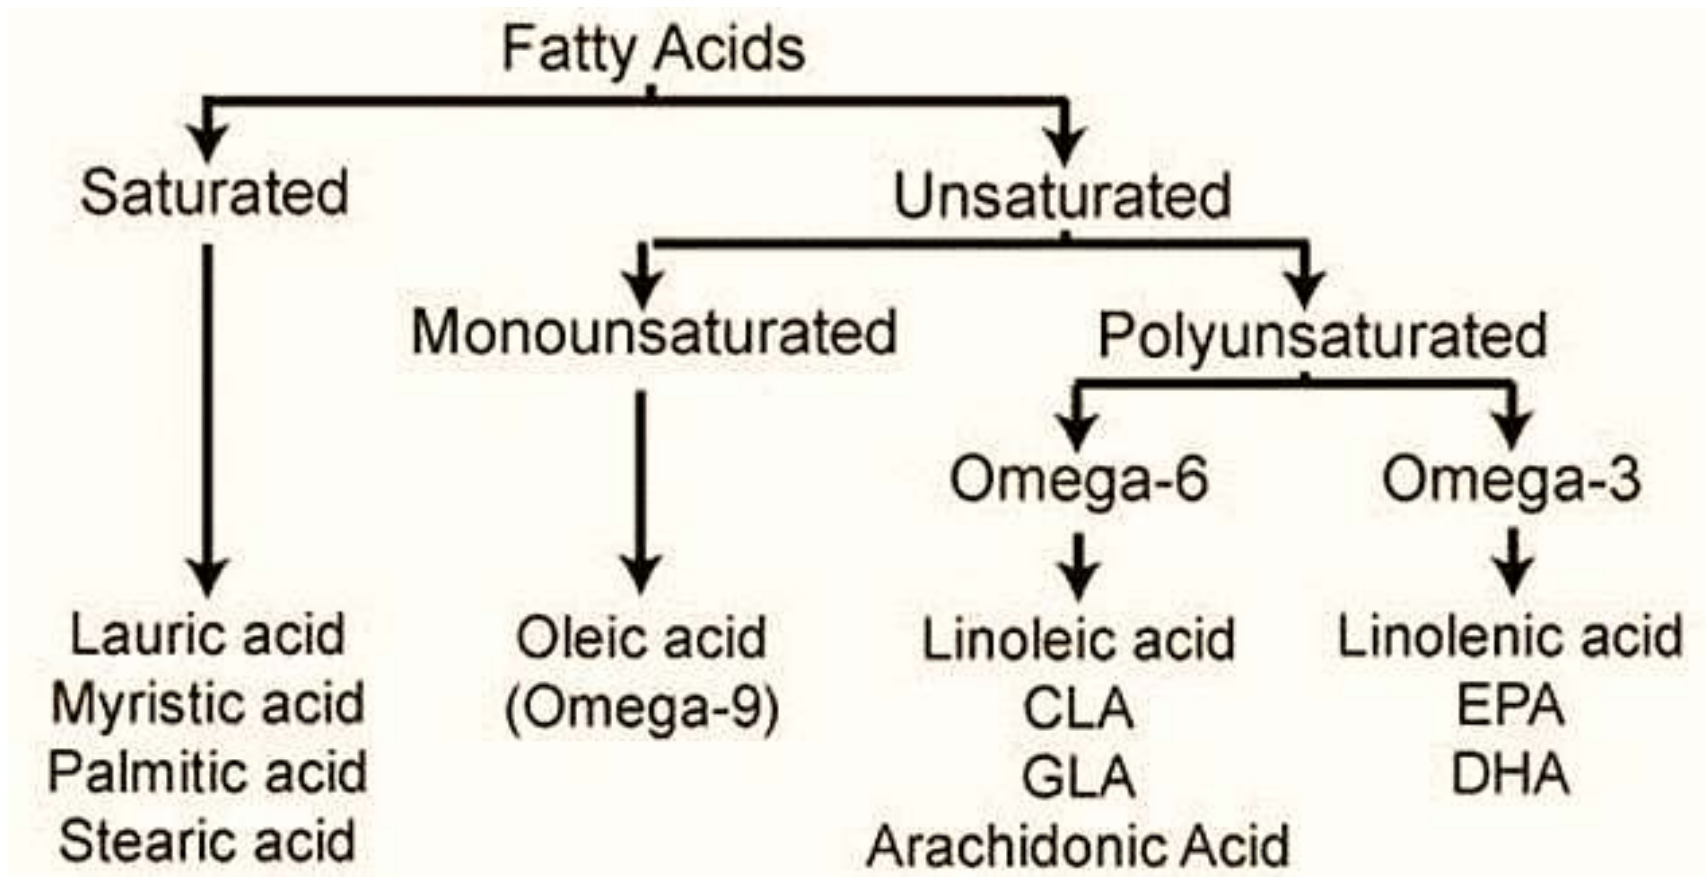 Fatty Acids
Saturated
Unsaturated
Monounsaturated
Polyunsaturated
Omega-6
Omega-3
Lauric acid
Myristic acid
Palmitic acid
Stearic acid
Oleic acid
(Omega-9)
Linoleic acid
CLA
GLA
Arachidonic Acid
Linolenic acid
EPA
DHA